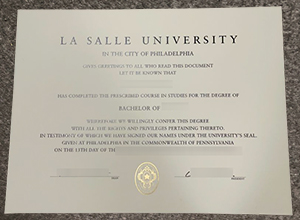 LA SALLE UNIVERSITY
IN THE CITY OF PHILADELPHIA
GIVES GREETINGS TO ALL WHO READ THIS DOCUMENT
LET IT BE KNOWN THAT
HAS COMPLETED THE PRESCRIBED COURSE IN STUDIES FOR THE DEGREE OF
BACHELOR OF
WHEREFORE WE WILLINGLY CONFER THIS DEGREE
WITH ALL THE RIGHTS AND PRIVILEGES PERTAINING THERETO.
IN TESTIMONY OF WHICH WE HAVE SIGNED OUR NAMES UNDER THE UNIVERSITY'S SEAL.
GIVEN AT PHILADELPHIA IN THE COMMONWEALTH OF PENNSYLVANIA
ON THE 13TH DAY OF